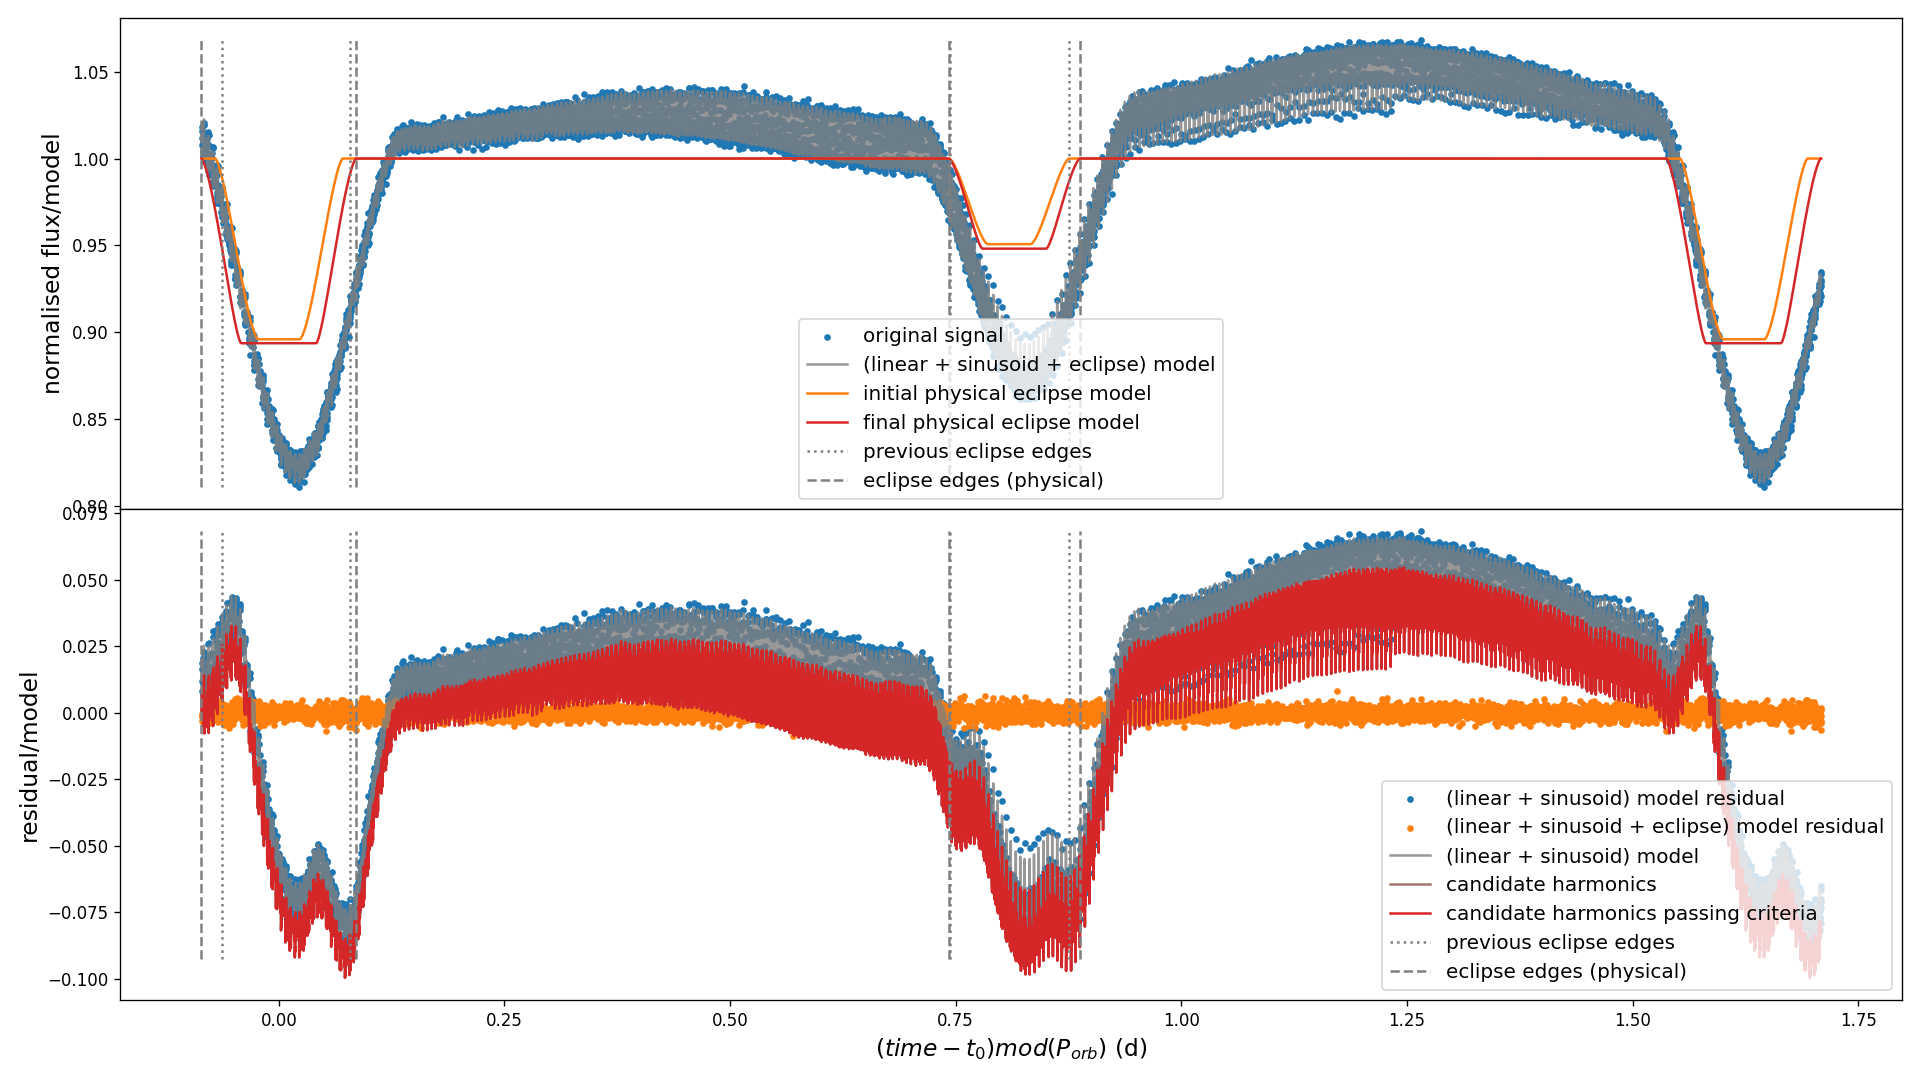 normalised flux/model
1.05
1.00
0.95
0.90
0.85
0.80
original signal
(linear + sinusoid + eclipse) model
initial physical eclipse model
final physical eclipse model
previous eclipse edges
eclipse edges (physical)
residual/model
0.075
0.050
0.025
0.000
−0.025
−0.050
−0.075
−0.100
(linear + sinusoid) model residual
(linear + sinusoid + eclipse) model residual
(linear + sinusoid) model
candidate harmonics
candidate harmonics passing criteria
previous eclipse edges
eclipse edges (physical)
0.00 0.25 0.50 0.75 1.00 1.25 1.50 1.75
(time − t₀)mod(Pₒᵣb) (d)